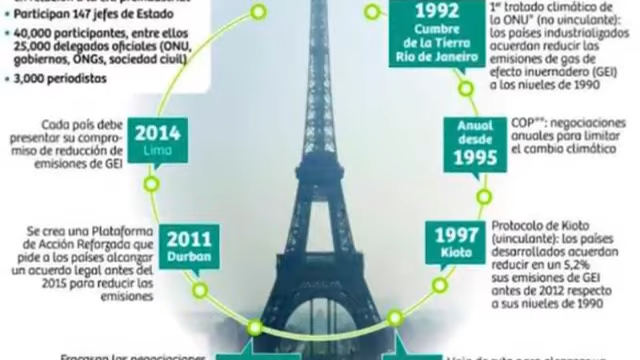 • Participan 147 jefes de Estado
• 40,000 participantes, entre ellos
25,000 delegados oficiales (ONU,
gobiernos, ONGs, sociedad civil)
• 3,000 periodistas
1992
Cumbre
de la Tierra
Río de Janeiro
1er tratado climático de
la ONU* (no vinculante):
los países industrializados
acuerdan reducir las
emisiones de gas de
efecto invernadero (GEI)
a los niveles de 1990
Anual
desde
1995
COP**: negociaciones
anuales para limitar
el cambio climático
1997
Kioto
Protocolo de Kioto
(vinculante): los países
desarrollados acuerdan
reducir en un 5,2%
sus emisiones de GEI
antes de 2012 respecto
a sus niveles de 1990
Cada país debe
presentar su compro-
miso de reducción de
emisiones de GEI
2014
Lima
Se crea una Plataforma
de Acción Reforzada que
pide a los países alcanzar
un acuerdo legal antes del
2015 para reducir las
emisiones
2011
Durban
Fracasan las negociaciones